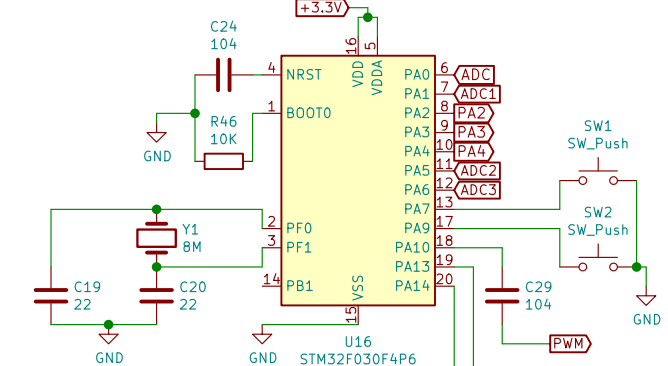 +3.3V
C24
104
16
5
4
NRST
VDD
VDDA
PA0
6
ADC
PA1
7
ADC1
1
BOOT0
PA2
8
PA2
R46
10K
PA3
9
PA3
SW1
SW_Push
GND
PA4
10
PA4
PA5
11
ADC2
PA6
12
ADC3
PA7
13
SW2
SW_Push
2
PF0
PA9
17
Y1
8M
3
PF1
PA10
18
PA13
19
C19
22
C20
22
14
PB1
VSS
PA14
20
C29
104
15
GND
GND
GND
U16
STM32F030F4P6
PWM